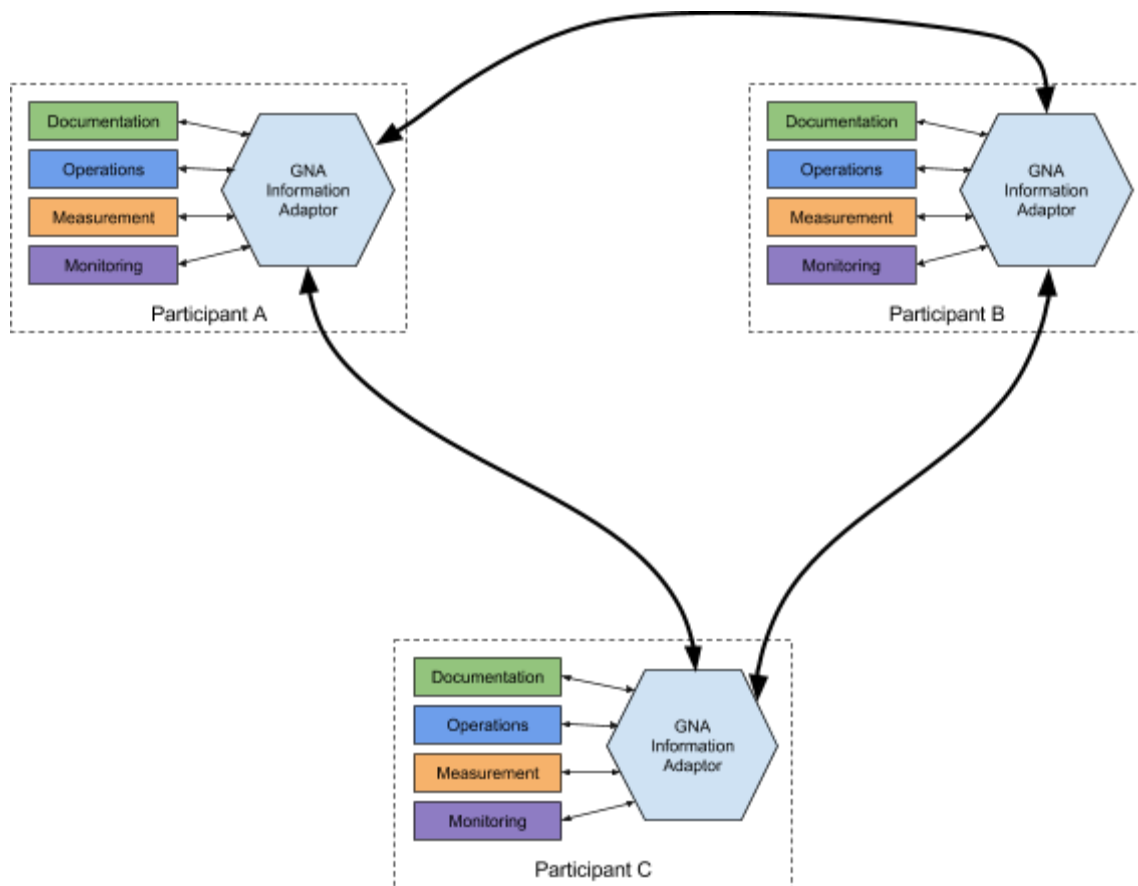 Documentation
Operations
Measurement
Monitoring
GNA
Information
Adaptor
Participant A
Documentation
Operations
Measurement
Monitoring
GNA
Information
Adaptor
Participant B
Documentation
Operations
Measurement
Monitoring
GNA
Information
Adaptor
Participant C